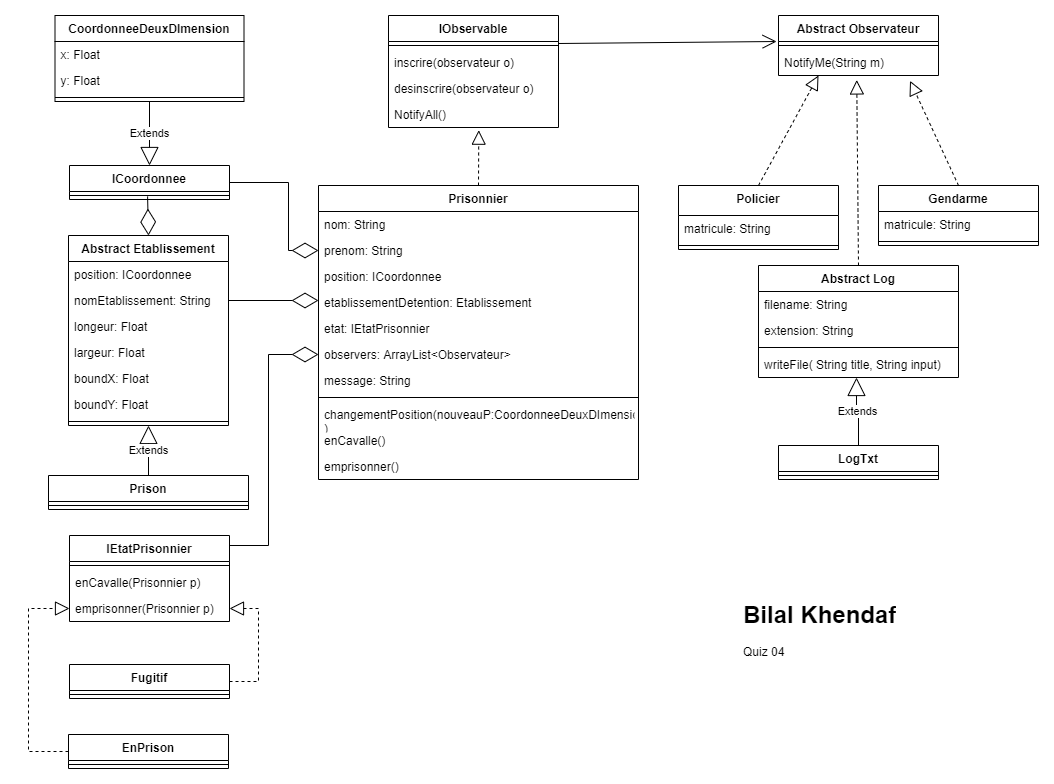 CoordonneeDeuxDImension
x: Float
y: Float
Extends
ICoordonnee
Abstract Etablissement
position: ICoordonnee
nomEtablissement: String
longeur: Float
largeur: Float
boundX: Float
boundY: Float
Extends
Prison
IEtatPrisonnier
enCavalle(Prisonnier p)
emprisonner(Prisonnier p)
Fugitif
EnPrison
IObservable
inscrire(observateur o)
desinscrire(observateur o)
NotifyAll()
Prisonnier
nom: String
prenom: String
position: ICoordonnee
etablissementDetention: Etablissement
etat: IEtatPrisonnier
observers: ArrayList<Observateur>
message: String
changementPosition(nouveauP:CoordonneeDeuxDImensi
)
enCavalle()
emprisonner()
Abstract Observateur
NotifyMe(String m)
Policier
matricule: String
Gendarme
matricule: String
Abstract Log
filename: String
extension: String
writeFile( String title, String input)
Extends
LogTxt
Bilal Khendaf
Quiz 04